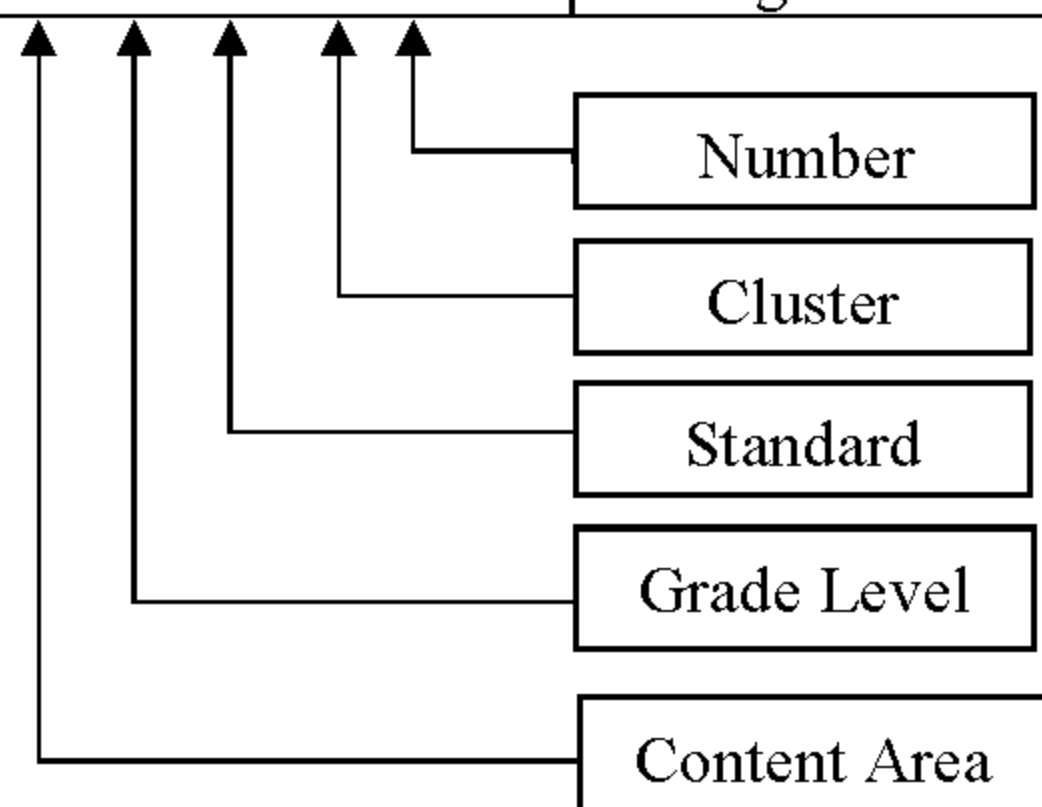 Number
Cluster
Standard
Grade Level
Content Area